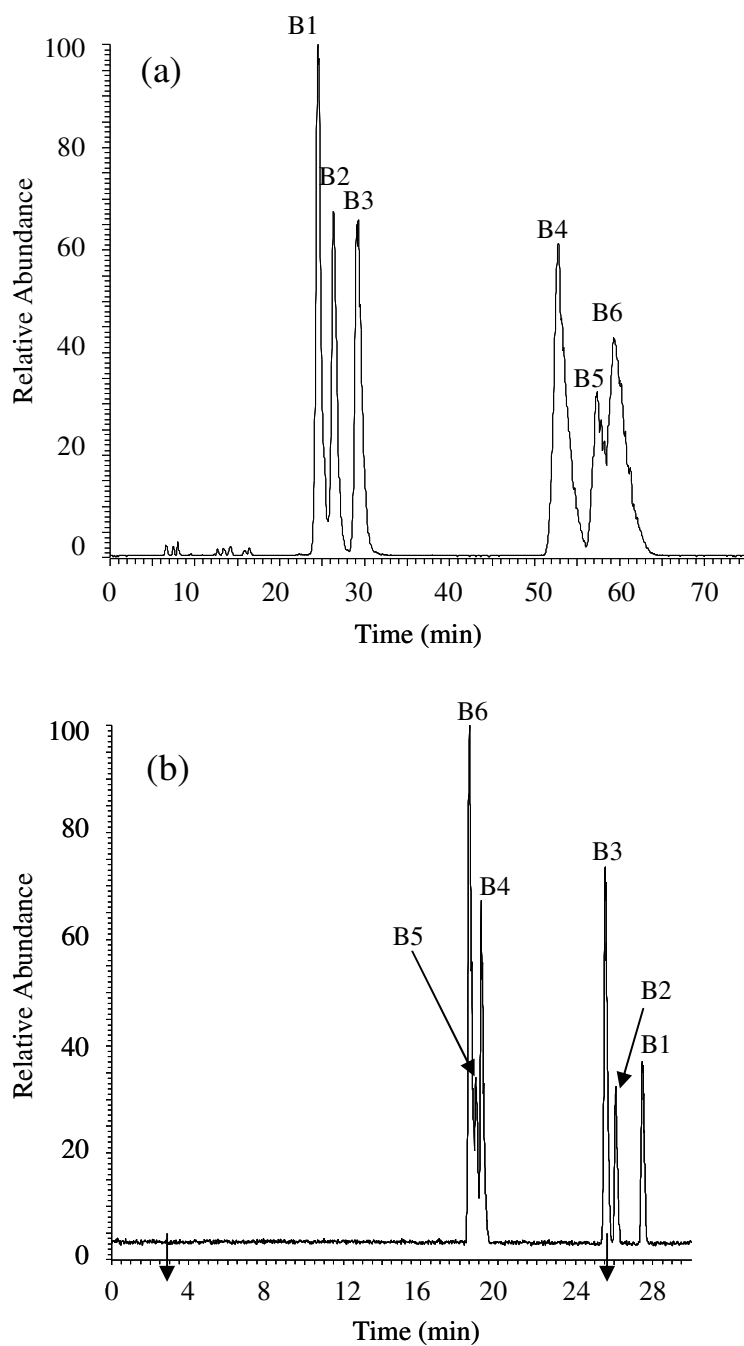 B1
100
(a)
80
B2
B3
60
B4
B6
40
B5
20
0
Relative Abundance
0 10 20 30 40 50 60 70
Time (min)
B6
100
(b)
80
B3
B4
60
B5
B2
40
B1
20
0
Relative Abundance
0 4 8 12 16 20 24 28
Time (min)